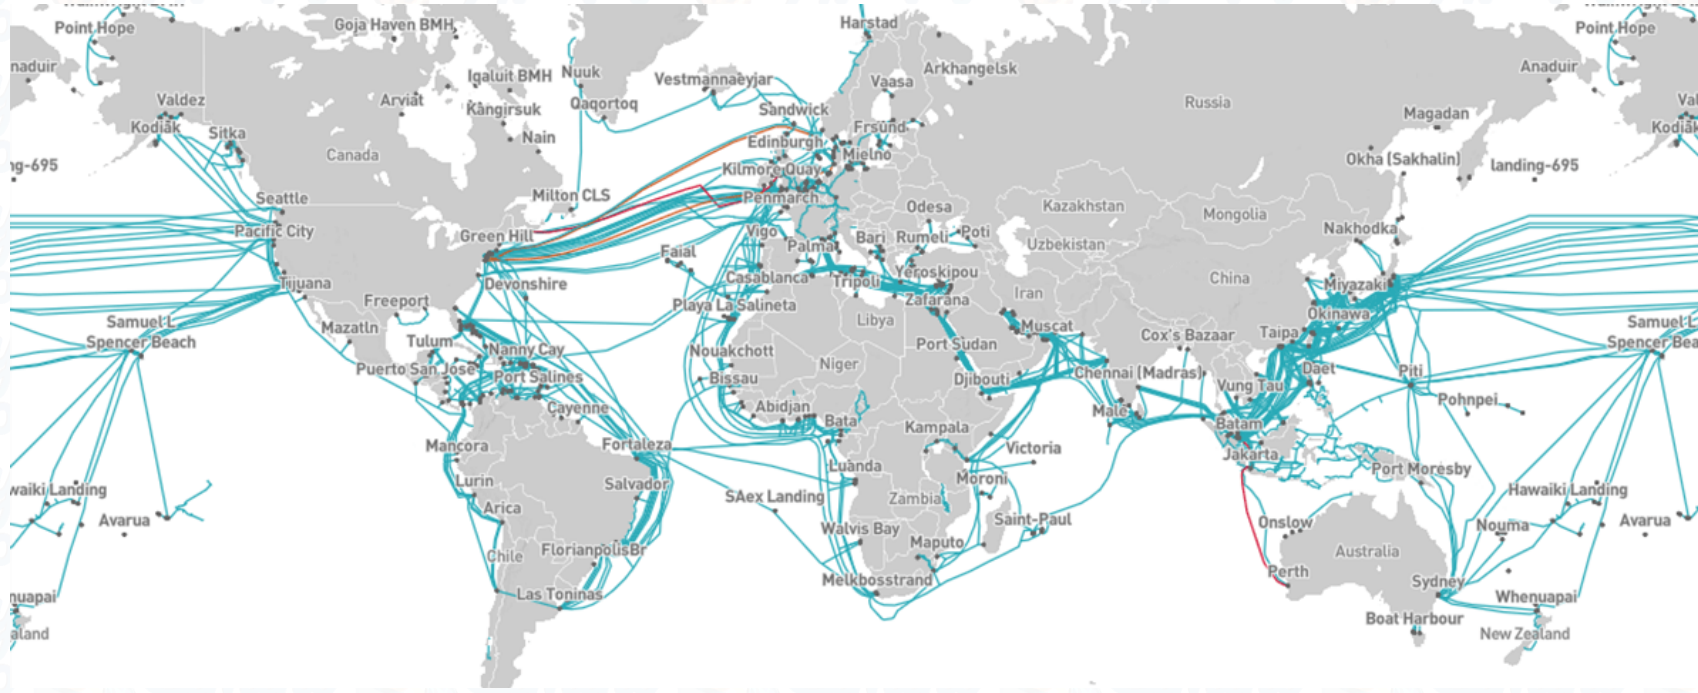 Point Hope
Goja Haven BMH
Harstad
Point Hope
naduir
Igaluit BMH
Nuuk
Vestmannaeyjar
Vaasa
Arkhangelsk
Anaduir
Valdez
Arviat
Kangirsuk
Qaqortoq
Sandwick
Russia
Magadan
Val
Kodiak
Sitka
Nain
Edinburgh
Frsund
Kodiak
ng-695
Canada
Kilmore Quay
Mielno
Okha (Sakhalin)
landing-695
Seattle
Milton CLS
Penmarch
Odesa
Kazakhstan
Mongolia
Pacific City
Green Hill
Vigo
Palma
Bari
Rumeli
Poti
Uzbekistan
Nakhodka
Faial
Tijuana
Devonshire
Casablanca
Tripoli
Yeroskipou
China
Miyazaki
Freeport
Playa La Salineta
Zafarana
Iran
Samuel L
Mazatln
Libya
Muscat
Cox's Bazaar
Taipa
Okinawa
Samuel L
Spencer Beach
Tulum
Nanny Cay
Nouakchott
Port Sudan
Spencer Bea
Puerto San Jose
Port Salines
Bissau
Niger
Djibouti
Chennai (Madras)
Vung Tau
Daet
Piti
Cayenne
Abidjan
Bata
Kampala
Male
Batam
Pohnpei
Mancora
Fortaleza
Victoria
Jakarta
Port Moresby
waiki Landing
Lurin
Salvador
SAex Landing
Luanda
Zambia
Moroni
Hawaiki Landing
Avarua
Arica
Walvis Bay
Saint-Paul
Onslow
Nouma
Avarua
Chile
FlorianpolisBr
Maputo
Australia
nuapai
Las Toninas
Melkbosstrand
Perth
Sydney
Whenuapai
aland
Boat Harbour
New Zealand